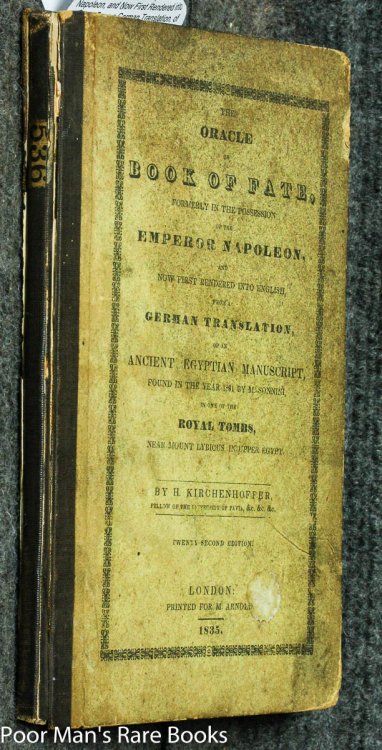 Napoleon, and Now First Rendered into
German Translation, of
536
THE
ORACLE
OR
BOOK OF FATE,
FORMERLY IN THE POSSESSION
OF THE
EMPEROR NAPOLEON,
AND
NOW FIRST RENDERED INTO ENGLISH,
FROM A
GERMAN TRANSLATION,
OF AN
ANCIENT EGYPTIAN MANUSCRIPT,
FOUND IN THE YEAR 1801 BY M. SONNINI,
IN ONE OF THE
ROYAL TOMBS,
NEAR MOUNT LYBICUS, IN UPPER EGYPT.
BY H. KIRCHENHOFFER,
FELLOW OF THE UNIVERSITY OF PAVIA, &c. &c. &c.
TWENTY-SECOND EDITION.
LONDON:
PRINTED FOR M. ARNOLD
1835.
Poor Man's Rare Books